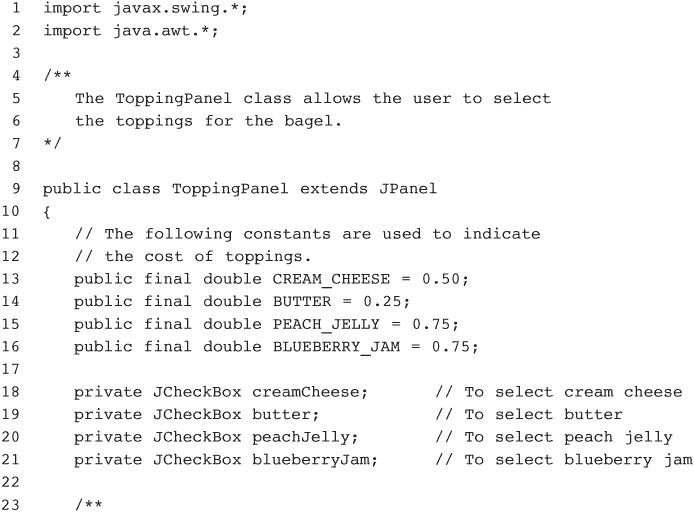 1 import javax.swing.*;
2 import java.awt.*;
3
4 /**
5 The ToppingPanel class allows the user to select
6 the toppings for the bagel.
7 */
8
9 public class ToppingPanel extends JPanel
10 {
11 // The following constants are used to indicate
12 // the cost of toppings.
13 public final double CREAM_CHEESE = 0.50;
14 public final double BUTTER = 0.25;
15 public final double PEACH_JELLY = 0.75;
16 public final double BLUEBERRY_JAM = 0.75;
17
18 private JCheckBox creamCheese; // To select cream cheese
19 private JCheckBox butter; // To select butter
20 private JCheckBox peachJelly; // To select peach jelly
21 private JCheckBox blueberryJam; // To select blueberry jam
22
23 /**